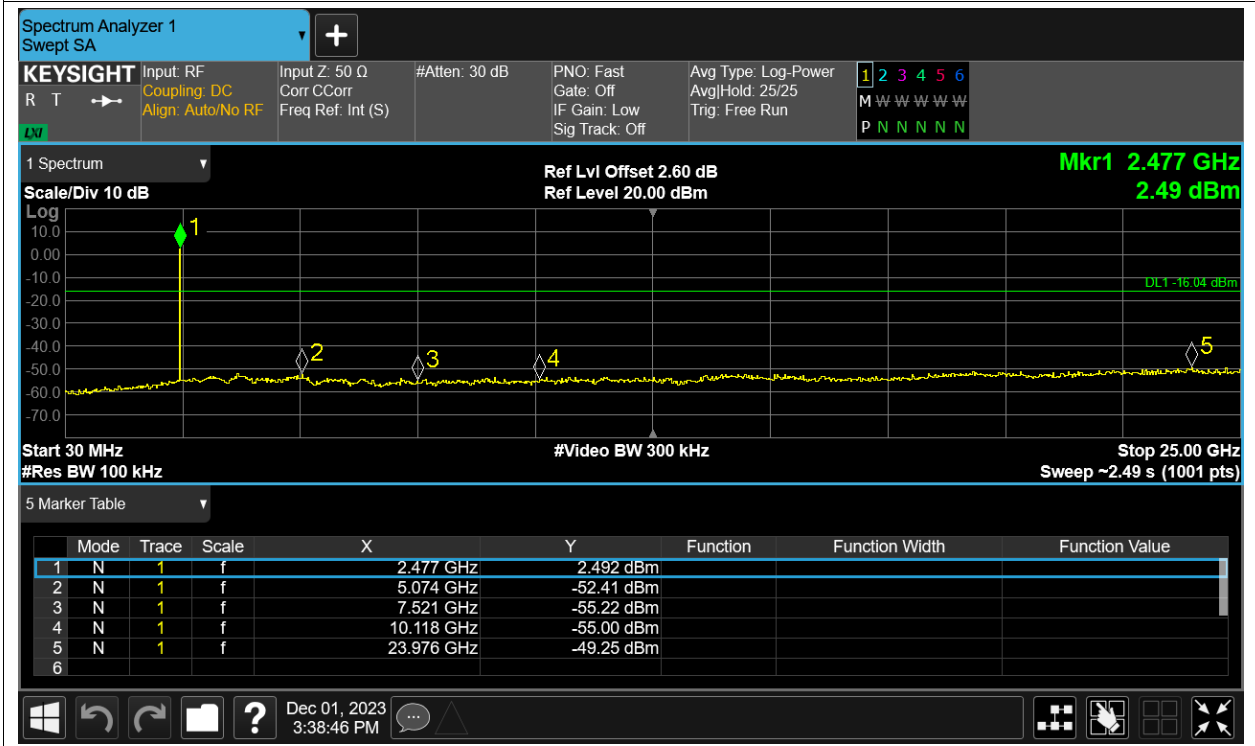 Spectrum Analyzer 1
Swept SA
+
KEYSIGHT Input: RF Input Z: 50 Ω #Atten: 30 dB PNO: Fast Avg Type: Log-Power 1 2 3 4 5 6
R T Coupling: DC Corr CCorr Gate: Off Avg|Hold: 25/25 M W W W W W
Align: Auto/No RF Freq Ref: Int (S) IF Gain: Low Trig: Free Run
LXI Sig Track: Off P N N N N N
1 Spectrum Ref Lvl Offset 2.60 dB Mkr1 2.477 GHz
Scale/Div 10 dB Ref Level 20.00 dBm 2.49 dBm
Log
1
10.0
0.00
-10.0
DL1 -16.04 dBm
-20.0
-30.0
-40.0
2 3 4 5
-50.0
-60.0
-70.0
Start 30 MHz #Video BW 300 kHz Stop 25.00 GHz
#Res BW 100 kHz Sweep ~2.49 s (1001 pts)
5 Marker Table
Mode Trace Scale X Y Function Function Width Function Value
1 N 1 f 2.477 GHz 2.492 dBm
2 N 1 f 5.074 GHz -52.41 dBm
3 N 1 f 7.521 GHz -55.22 dBm
4 N 1 f 10.118 GHz -55.00 dBm
5 N 1 f 23.976 GHz -49.25 dBm
6
? Dec 01, 2023
3:38:46 PM